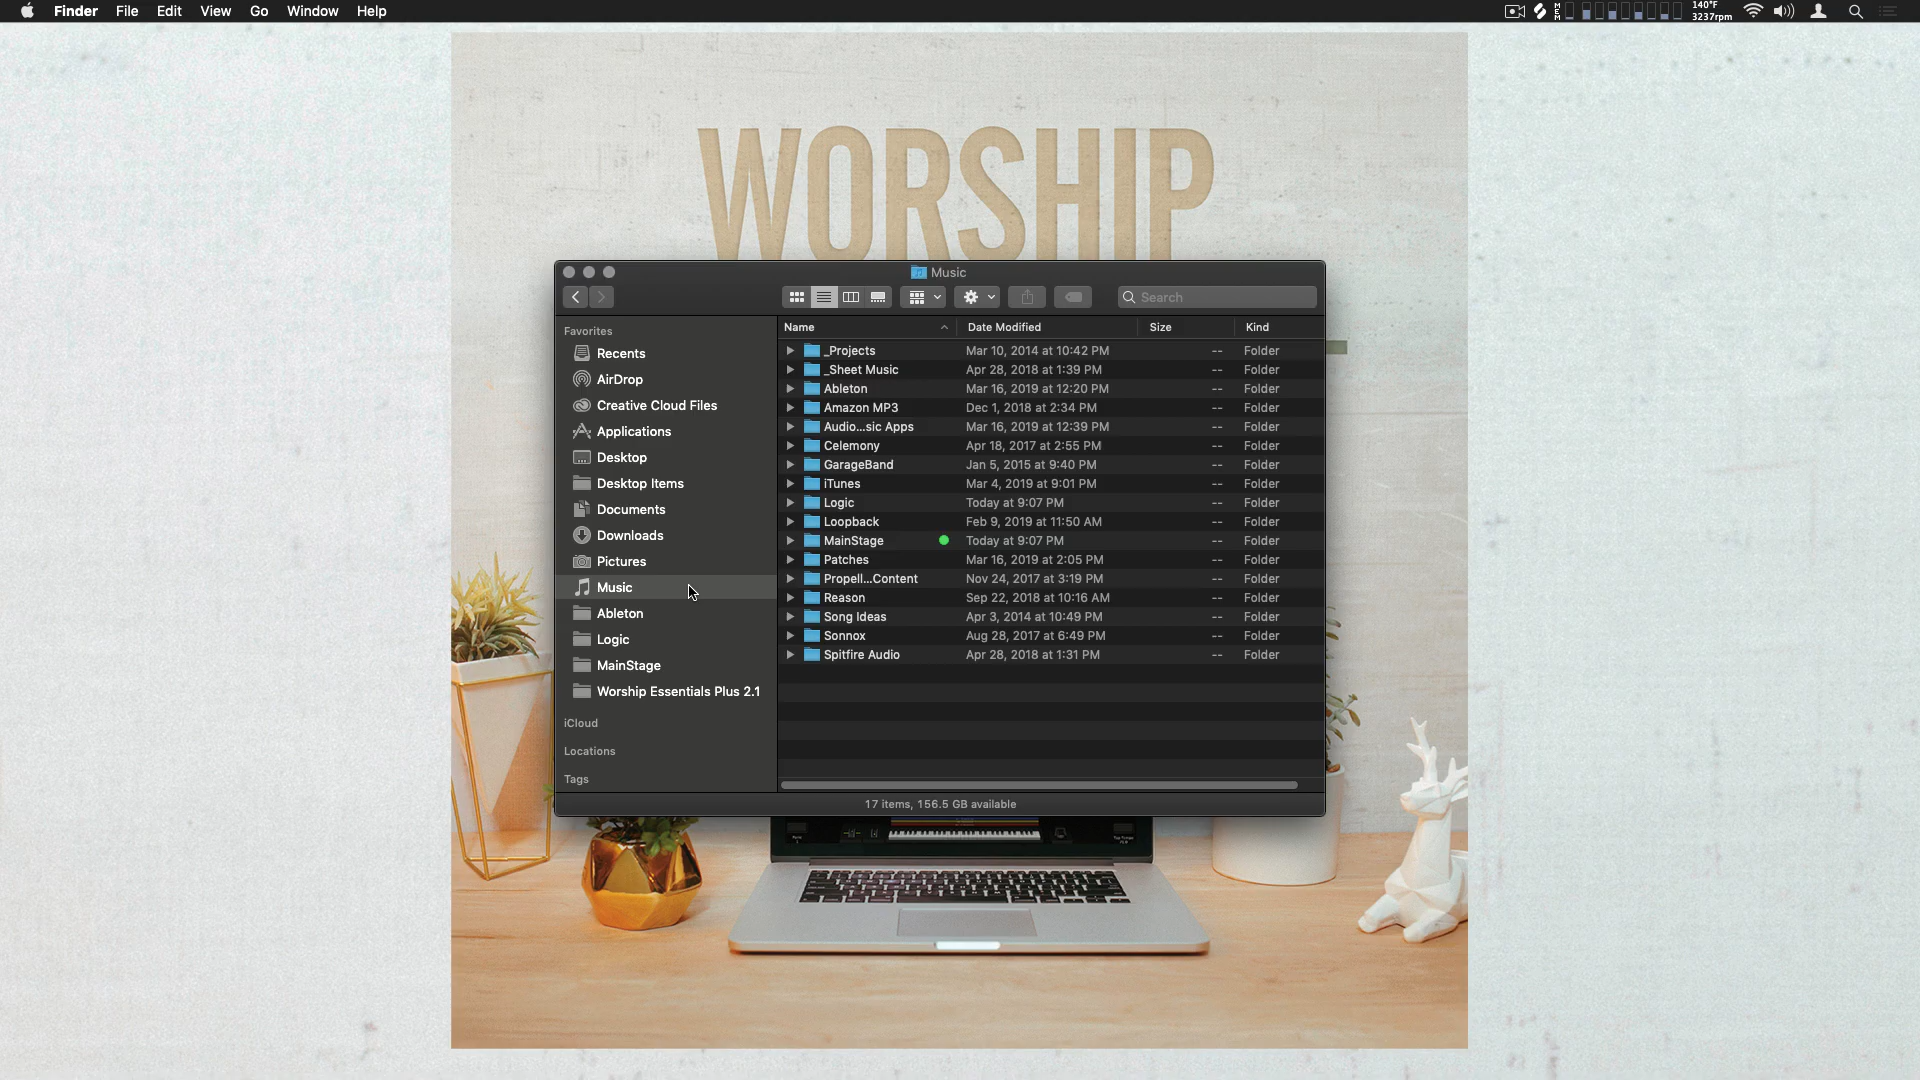 Finder File Edit View Go Window Help
MEM
140°F
3237rpm
WORSHIP
Music
Search
Favorites
Recents
AirDrop
Creative Cloud Files
Applications
Desktop
Desktop Items
Documents
Downloads
Pictures
Music
Ableton
Logic
MainStage
Worship Essentials Plus 2.1
iCloud
Locations
Tags
Name Date Modified Size Kind
_Projects Mar 10, 2014 at 10:42 PM -- Folder
_Sheet Music Apr 28, 2018 at 1:39 PM -- Folder
Ableton Mar 16, 2019 at 12:20 PM -- Folder
Amazon MP3 Dec 1, 2018 at 2:34 PM -- Folder
Audio...sic Apps Mar 16, 2019 at 12:39 PM -- Folder
Celemony Apr 18, 2017 at 2:55 PM -- Folder
GarageBand Jan 5, 2015 at 9:40 PM -- Folder
iTunes Mar 4, 2019 at 9:01 PM -- Folder
Logic Today at 9:07 PM -- Folder
Loopback Feb 9, 2019 at 11:50 AM -- Folder
MainStage Today at 9:07 PM -- Folder
Patches Mar 16, 2019 at 2:05 PM -- Folder
Propell...Content Nov 24, 2017 at 3:19 PM -- Folder
Reason Sep 22, 2018 at 10:16 AM -- Folder
Song Ideas Apr 3, 2014 at 10:49 PM -- Folder
Sonnox Aug 28, 2017 at 6:49 PM -- Folder
Spitfire Audio Apr 28, 2018 at 1:31 PM -- Folder
17 items, 156.5 GB available